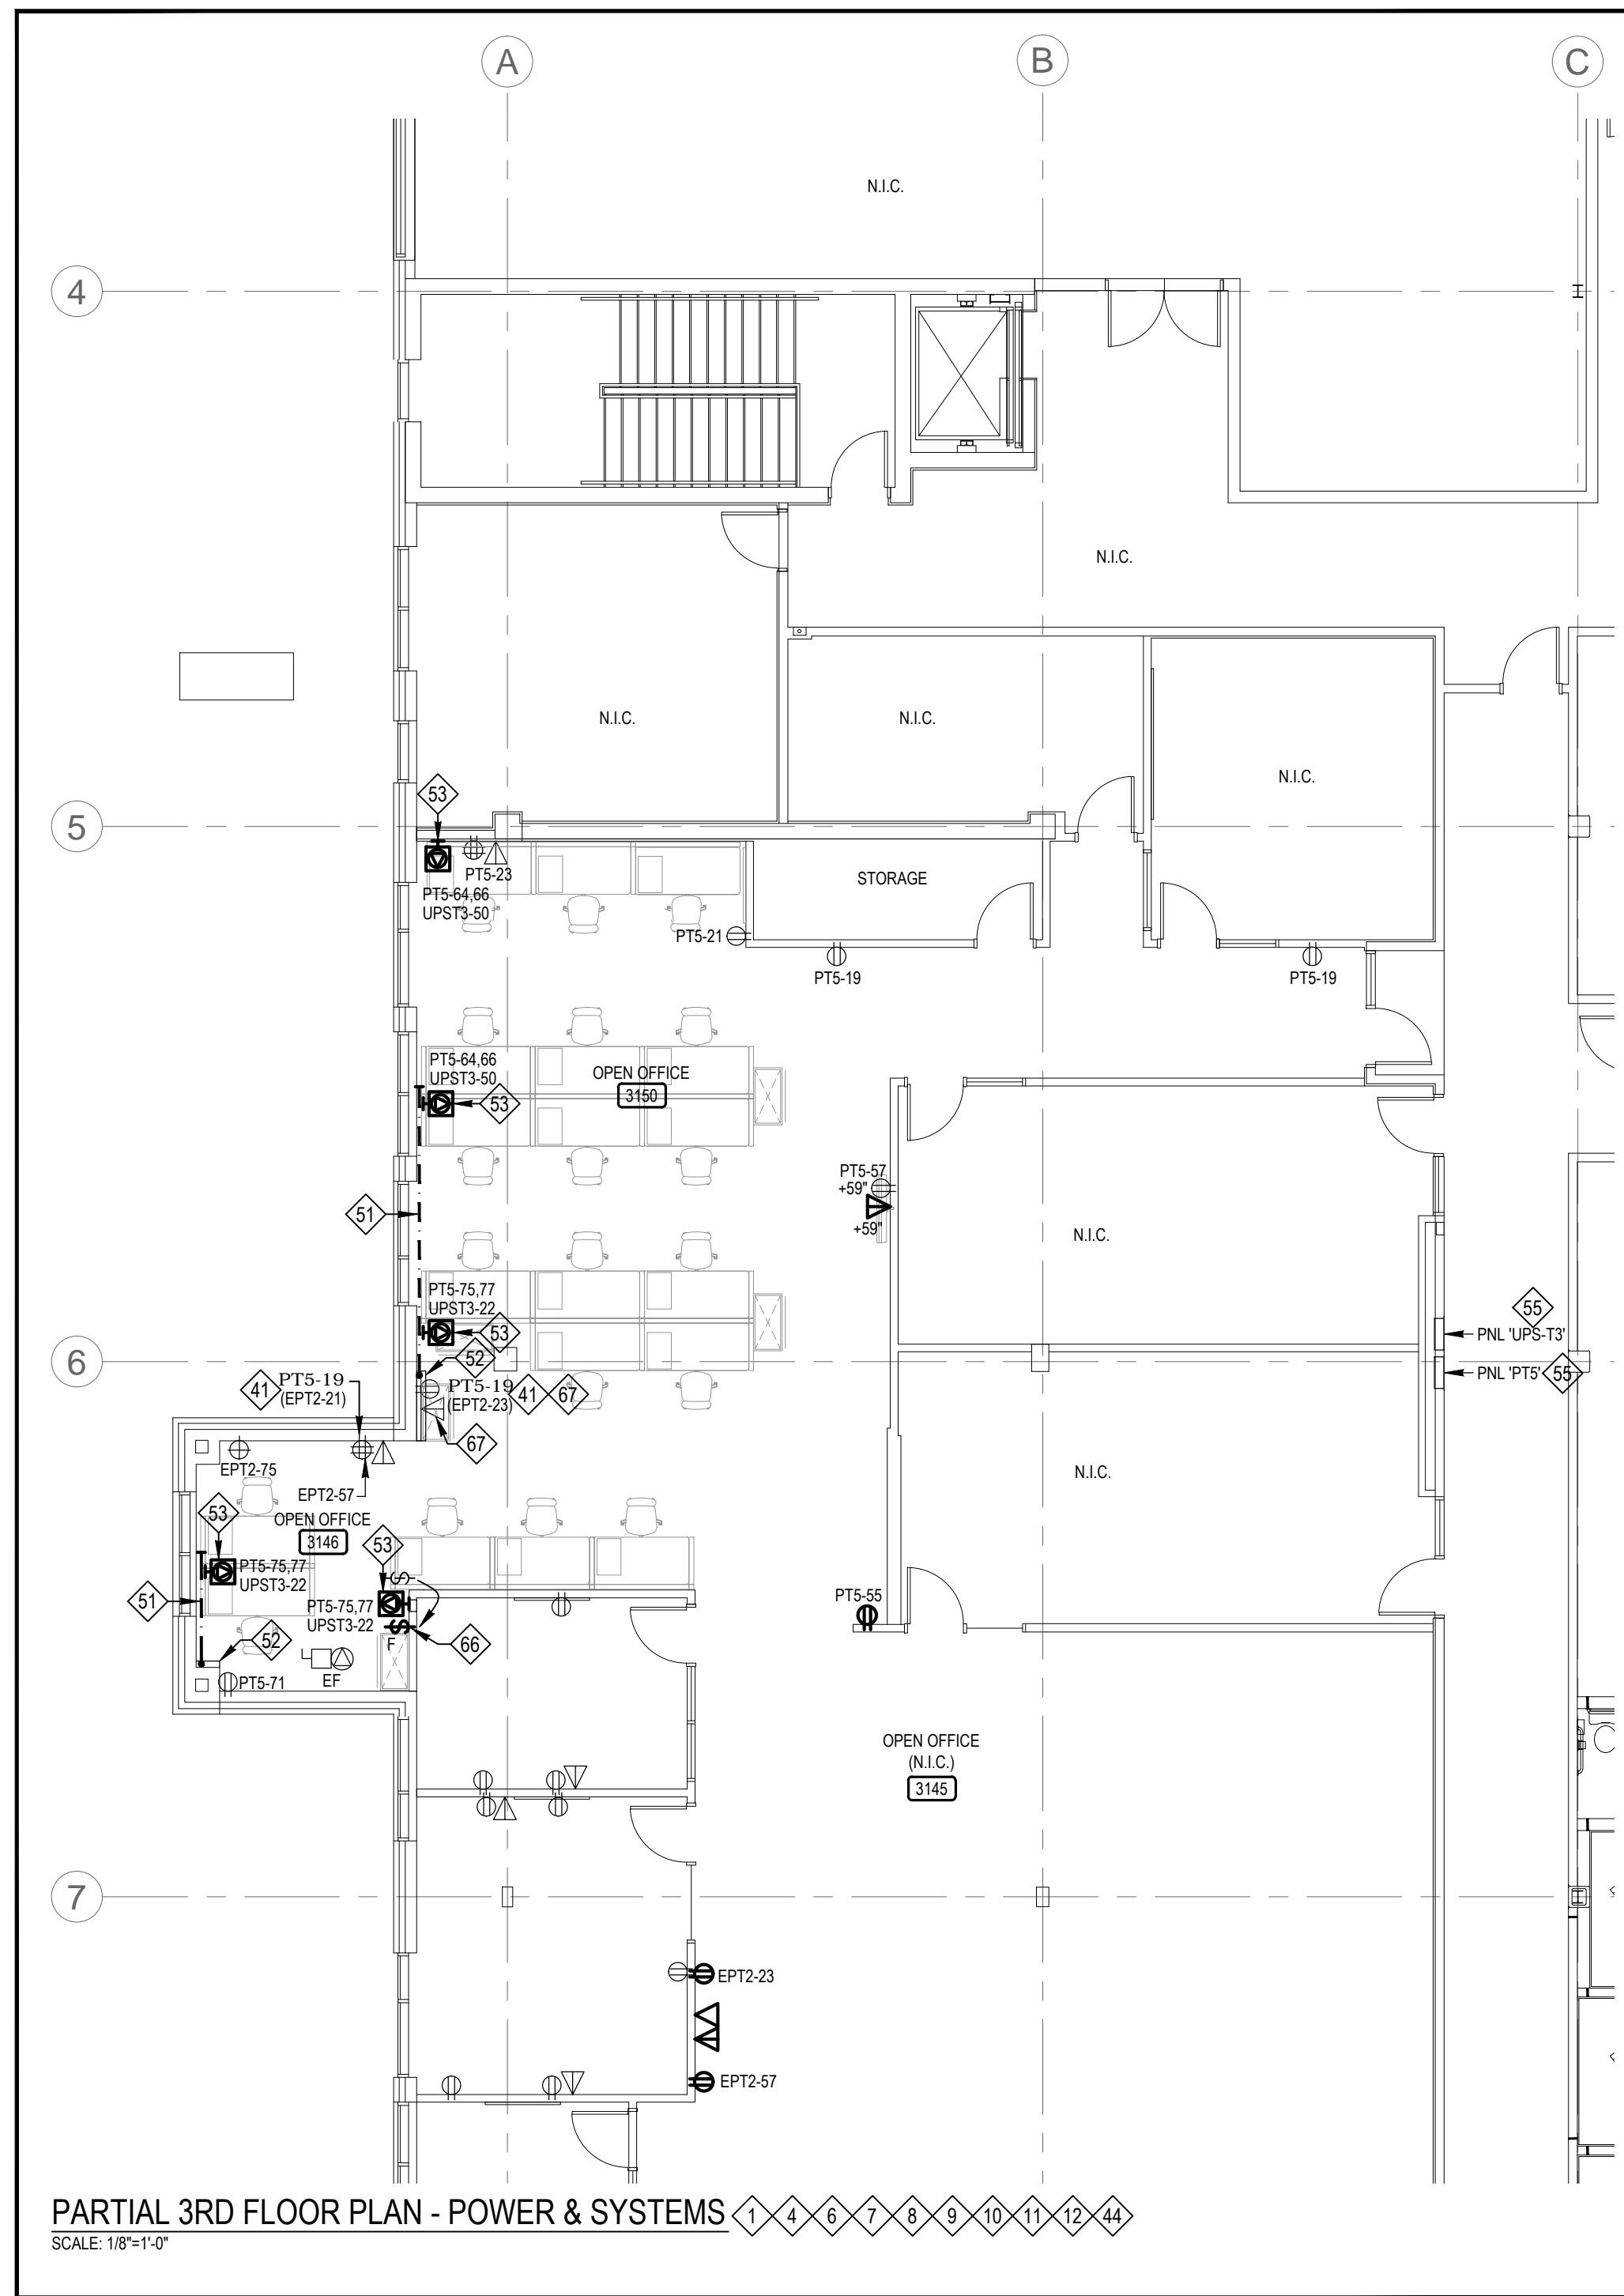 A
B
C
N.I.C.
4
N.I.C.
N.I.C.
N.I.C.
N.I.C.
53
5
PT5-23
STORAGE
PT5-64,66
UPST3-50
PT5-21
PT5-19
PT5-19
PT5-64,66
UPST3-50
OPEN OFFICE
3150
53
PT5-57
+59"
+59"
51
N.I.C.
PT5-75,77
UPST3-22
53
55
PNL 'UPS-T3'
52
6
PNL 'PT5'
55
41
PT5-19
(EPT2-21)
PT5-19
(EPT2-23)
41
67
67
EPT2-75
N.I.C.
EPT2-57
53
OPEN OFFICE
3146
53
PT5-75,77
UPST3-22
S
51
PT5-75,77
UPST3-22
PT5-55
S
F
66
52
EF
PT5-71
OPEN OFFICE
(N.I.C.)
3145
7
EPT2-23
EPT2-57
PARTIAL 3RD FLOOR PLAN - POWER & SYSTEMS 1 4 6 7 8 9 10 11 12 44
SCALE: 1/8"=1'-0"